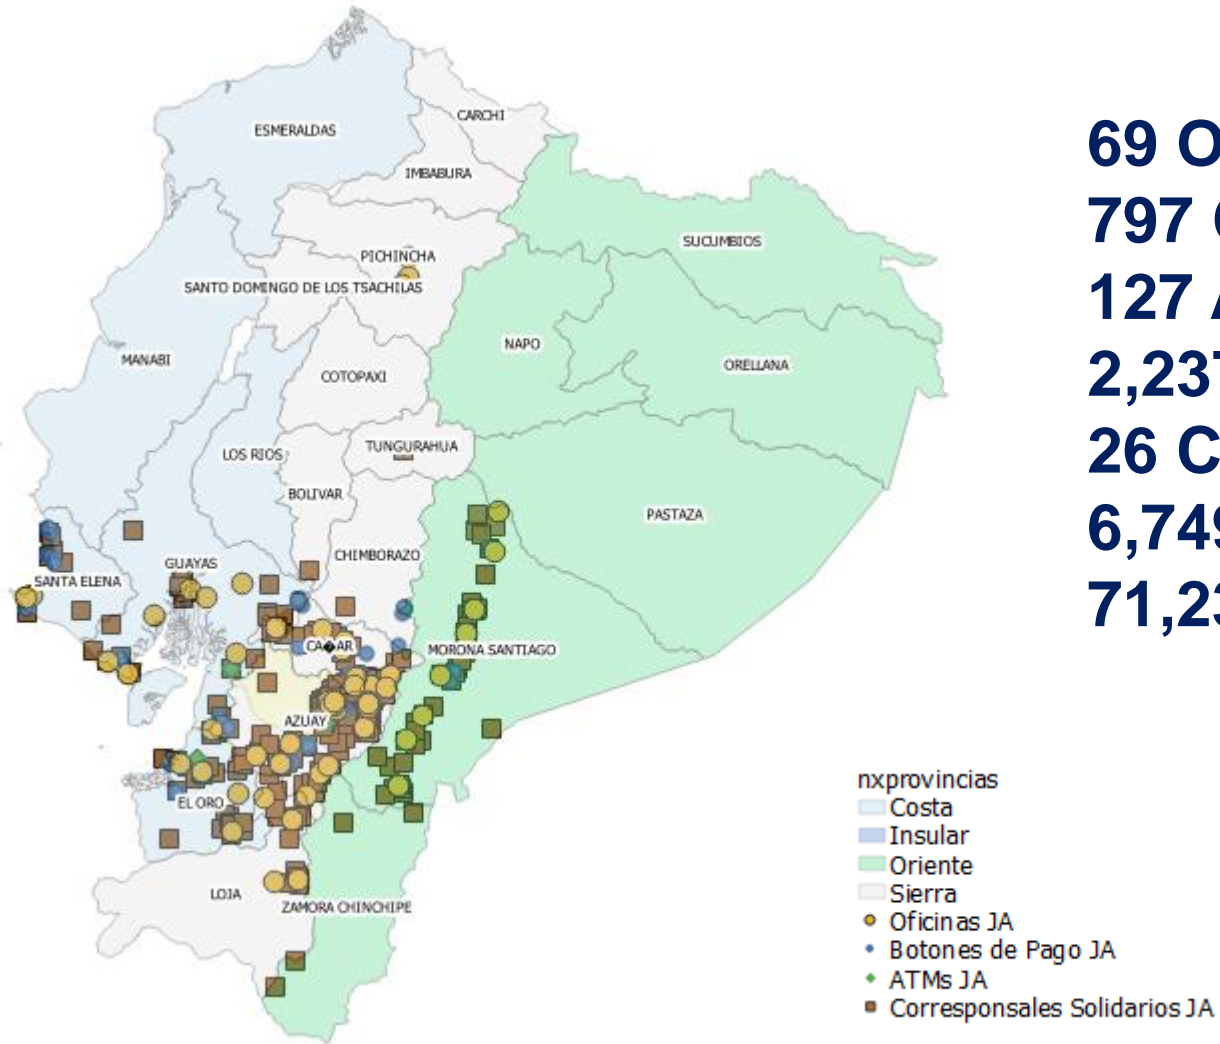 CARCHI
ESMERALDAS
IMBABURA
SUCUMBIOS
PICHINCHA
SANTO DOMINGO DE LOS TSACHILAS
NAPO
MANABI
ORELLANA
COTOPAXI
TUNGURAHUA
LOS RIOS
BOLIVAR
PASTAZA
CHIMBORAZO
GUAYAS
SANTA ELENA
CA�AR
MORONA SANTIAGO
AZUAY
EL ORO
LOJA
ZAMORA CHINCHIPE
69 O
797
127
2,237
26 C
6,749
71,23
nxprovincias
Costa
Insular
Oriente
Sierra
Oficinas JA
Botones de Pago JA
ATMs JA
Corresponsales Solidarios JA